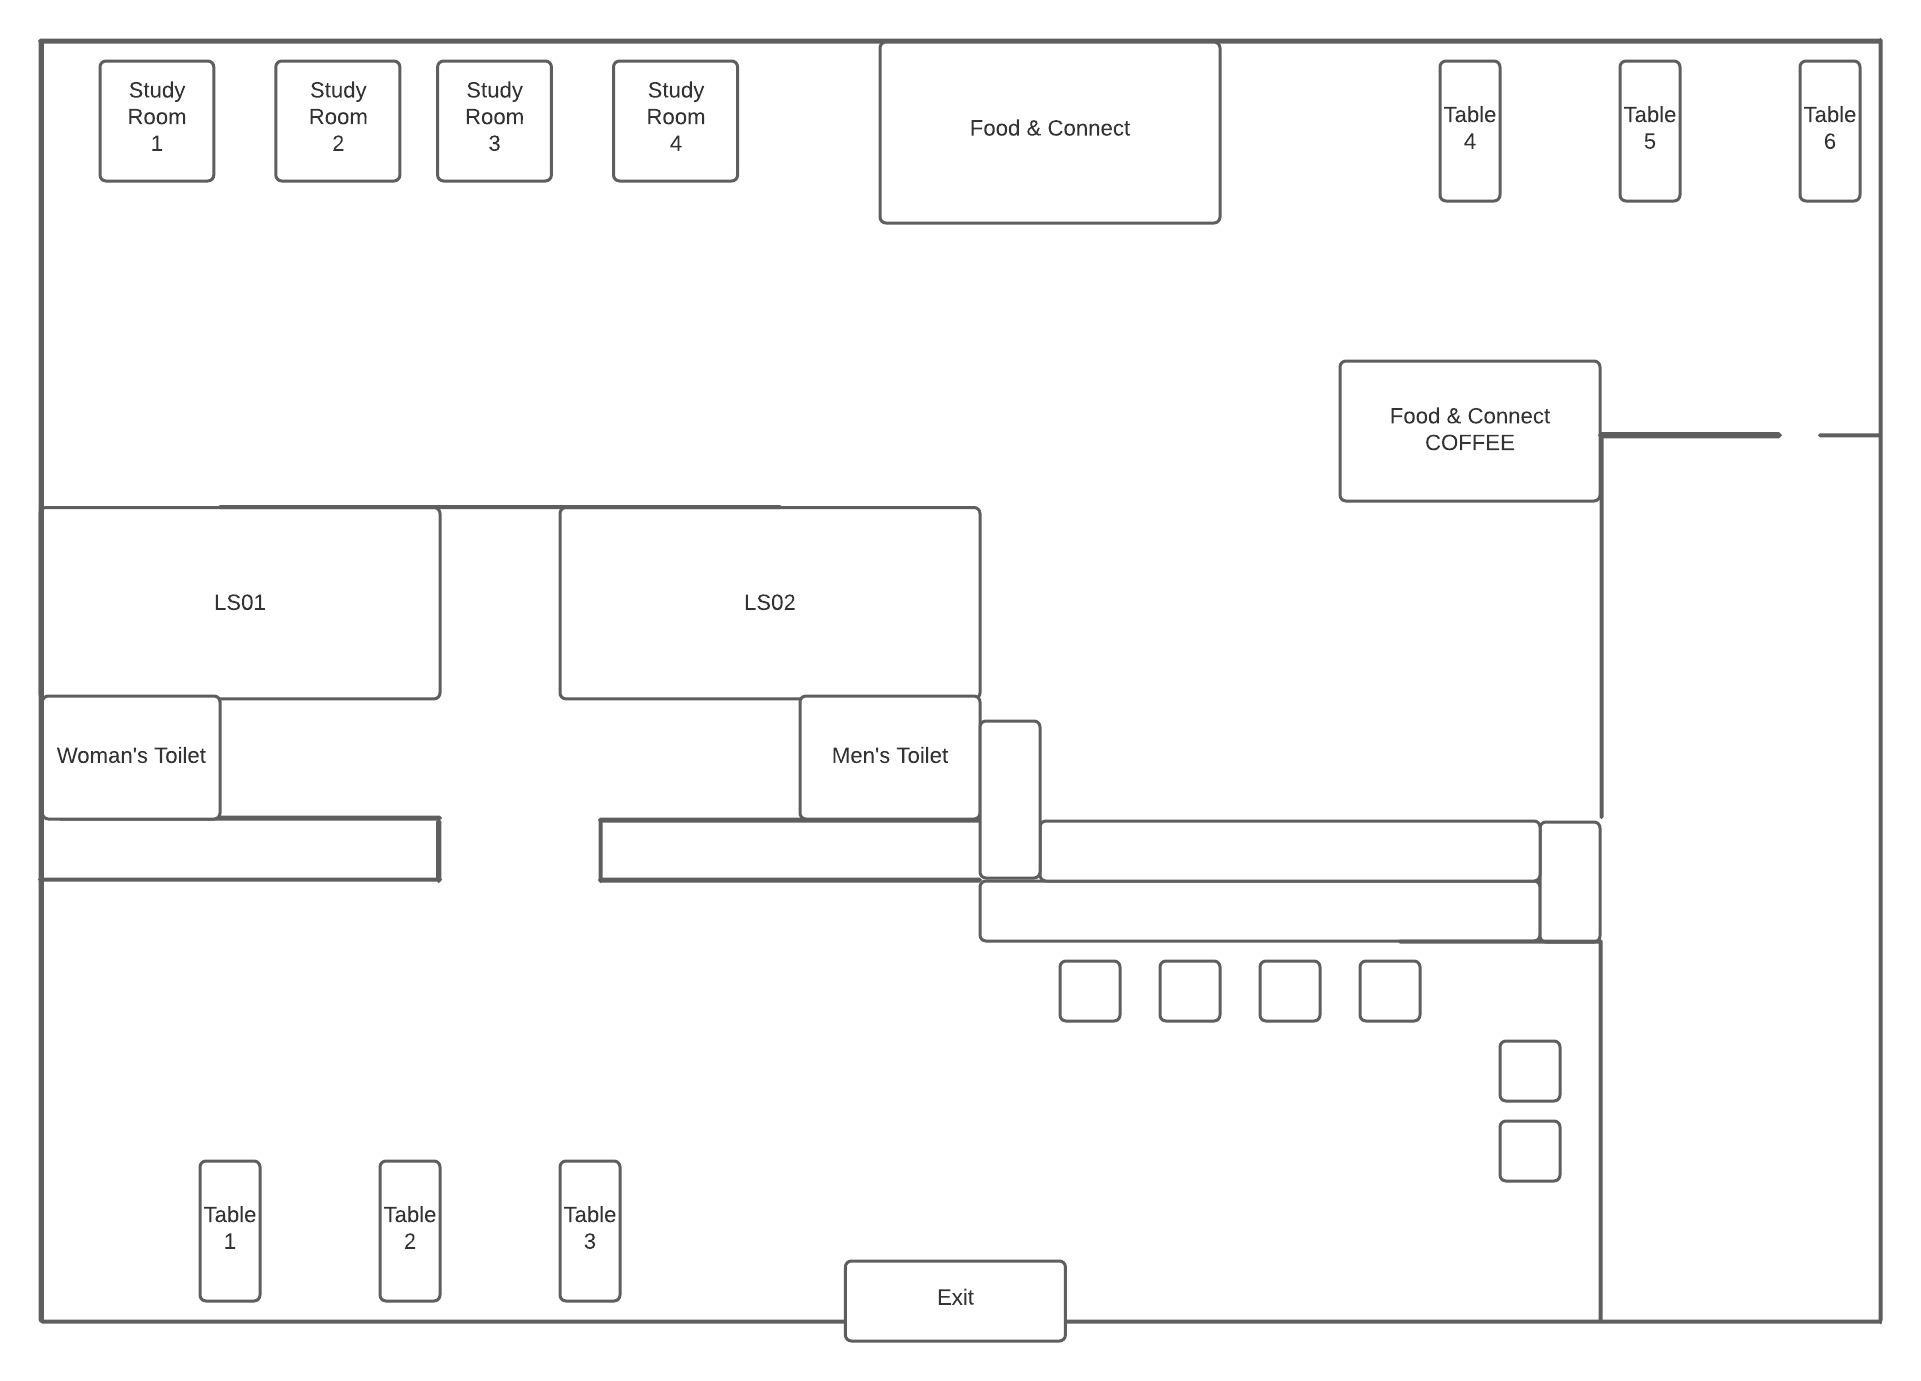 Study
Room
1
Study
Room
2
Study
Room
3
Study
Room
4
Food & Connect
Table
4
Table
5
Table
6
Food & Connect
COFFEE
LS01
LS02
Woman's Toilet
Men's Toilet
Table
1
Table
2
Table
3
Exit